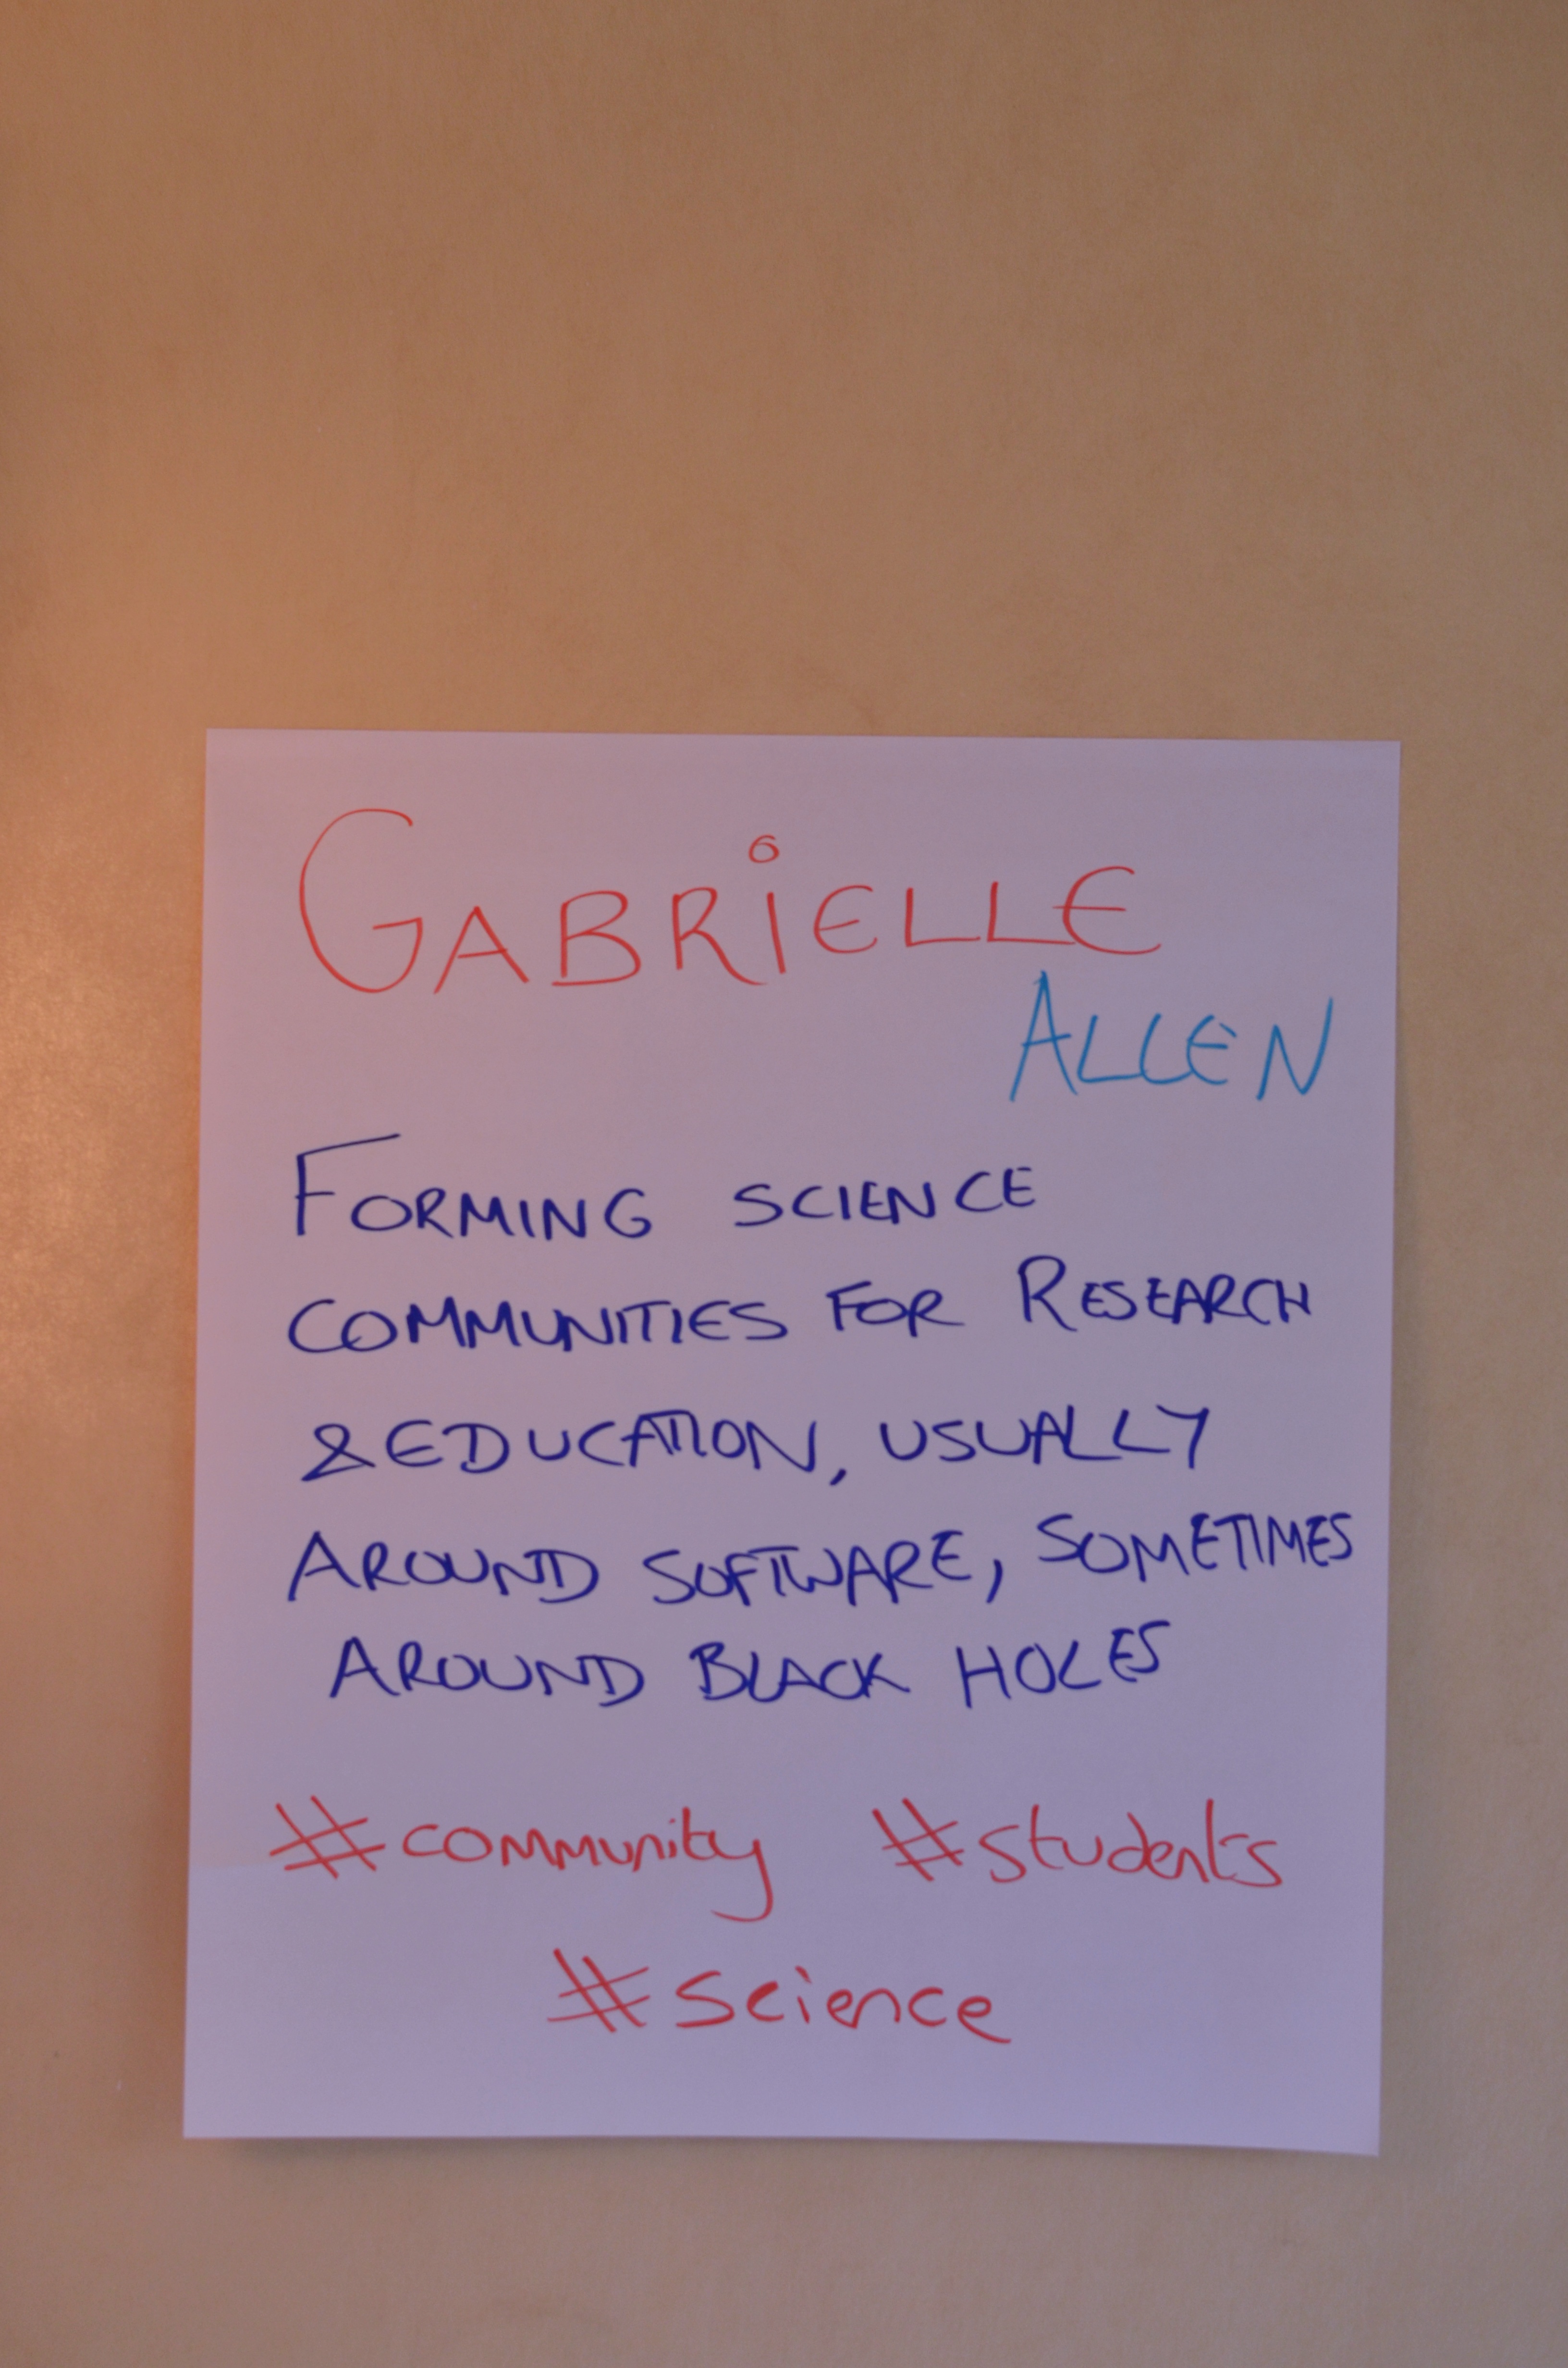 GABRiELLE
ALLEN
FORMING SCIENCE
COMMUNITIES FOR RESEARCH
& EDUCATION, USUALLY
AROUND SOFTWARE, SOMETIMES
AROUND BLACK HOLES
#community #students
#science